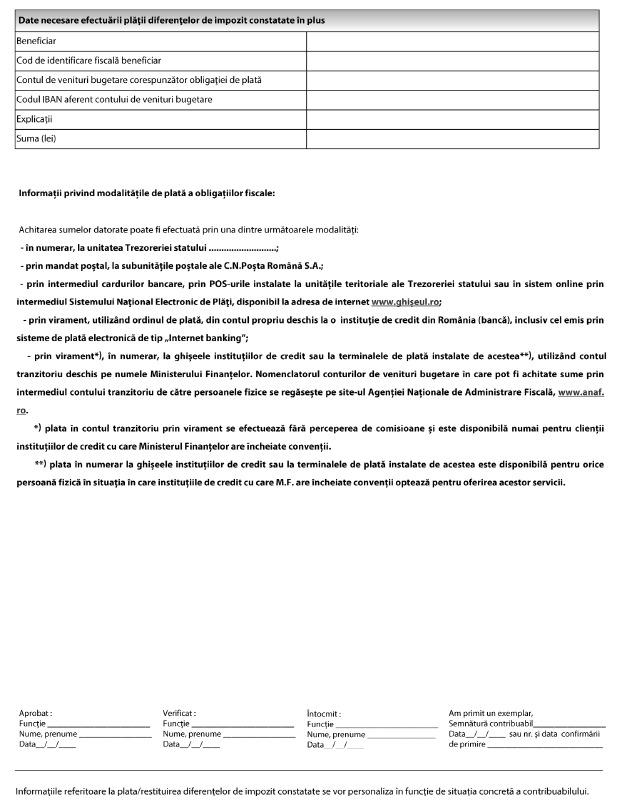 Date necesare efectuării plății diferențelor de impozit constatate în plus
Beneficiar
Cod de identificare fiscală beneficiar
Contul de venituri bugetare corespunzător obligației de plată
Codul IBAN aferent contului de venituri bugetare
Explicații
Suma (lei)
Informații privind modalitățile de plată a obligațiilor fiscale:
Achitarea sumelor datorate poate fi efectuată prin una dintre următoarele modalități:
- în numerar, la unitatea Trezoreriei statului ...........................;
- prin mandat poștal, la subunitățile poștale ale C.N.Poșta Română S.A.;
- prin intermediul cardurilor bancare, prin POS-urile instalate la unitățile teritoriale ale Trezoreriei statului sau în sistem online prin
intermediul Sistemului Național Electronic de Plăți, disponibil la adresa de internet www.ghișeul.ro;
- prin virament, utilizând ordinul de plată, din contul propriu deschis la o instituție de credit din România (bancă), inclusiv cel emis prin
sisteme de plată electronică de tip „Internet banking”;
- prin virament*), în numerar, la ghișeele instituțiilor de credit sau la terminalele de plată instalate de acestea**), utilizând contul
tranzitoriu deschis pe numele Ministerului Finanțelor. Nomenclatorul conturilor de venituri bugetare în care pot fi achitate sume prin
intermediul contului tranzitoriu de către persoanele fizice se regăsește pe site-ul Agenției Naționale de Administrare Fiscală, www.anaf.
ro.
*) plata în contul tranzitoriu prin virament se efectuează fără perceperea de comisioane și este disponibilă numai pentru clienții
instituțiilor de credit cu care Ministerul Finanțelor are încheiate convenții.
**) plata în numerar la ghișeele instituțiilor de credit sau la terminalele de plată instalate de acestea este disponibilă pentru orice
persoană fizică în situația în care instituțiile de credit cu care M.F. are încheiate convenții optează pentru oferirea acestor servicii.
Aprobat :
Funcție ______________________
Nume, prenume ________________
Data__/__/____
Verificat :
Funcție ______________________
Nume, prenume ________________
Data__/__/____
Întocmit :
Funcție ______________________
Nume, prenume ________________
Data__/__/____
Am primit un exemplar,
Semnătură contribuabil________________
Data__/__/____ sau nr. și data confirmării
de primire _________________________
Informațiile referitoare la plata/restituirea diferențelor de impozit constatate se vor personaliza în funcție de situația concretă a contribuabilului.